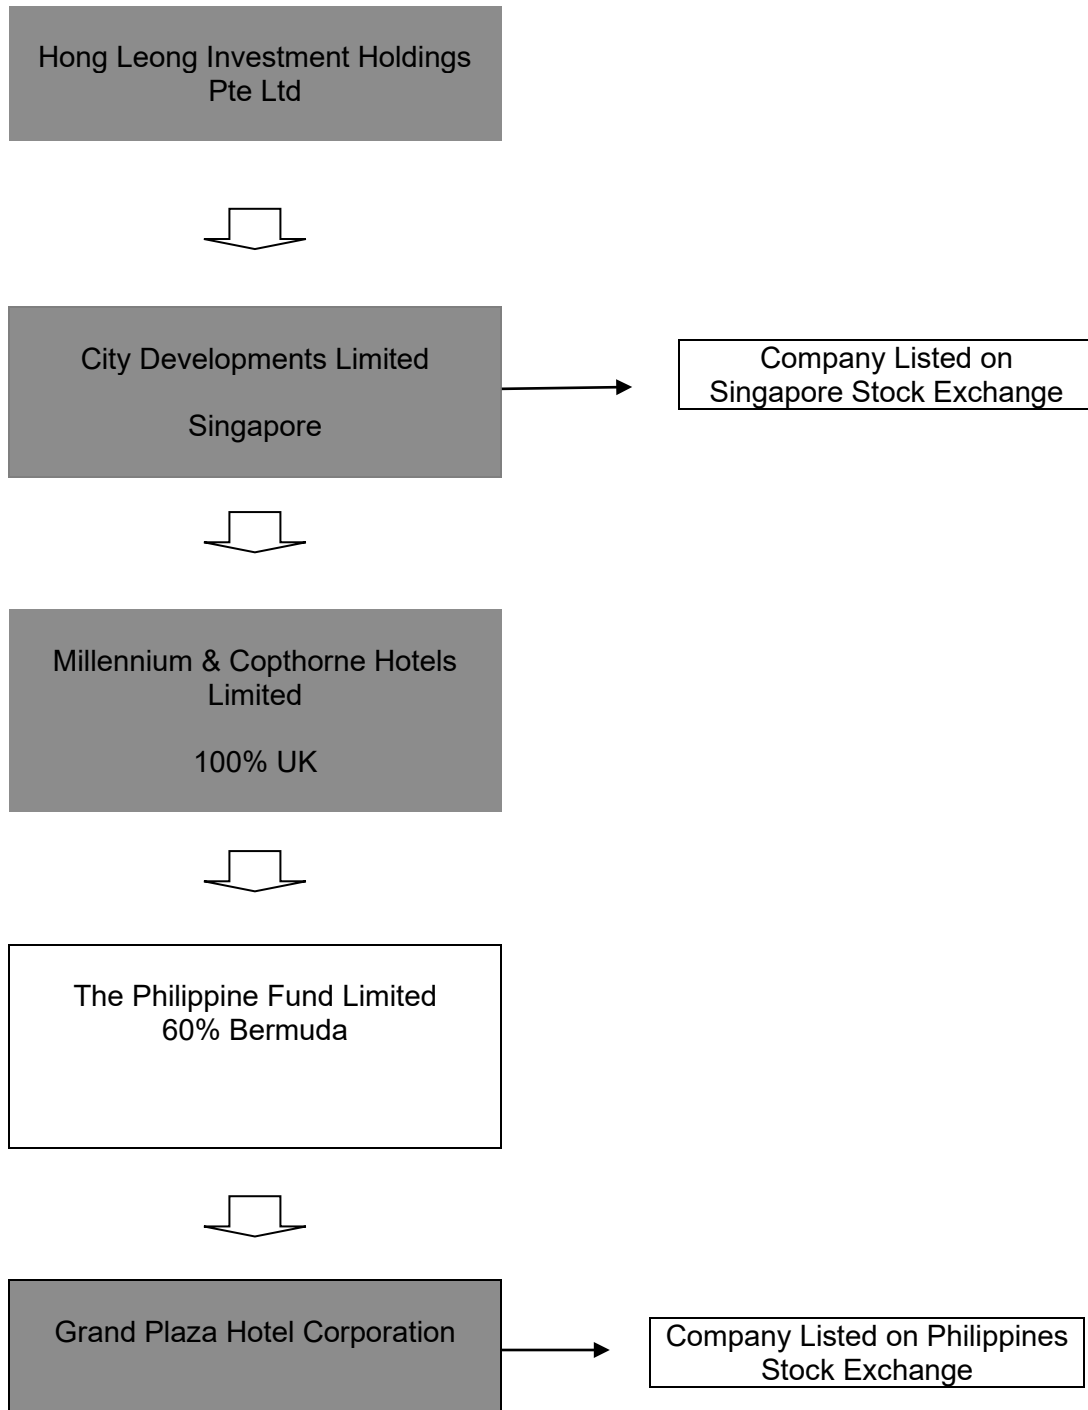 Hong Leong Investment Holdings
Pte Ltd
City Developments Limited
Singapore
Company Listed on
Singapore Stock Exchange
Millennium & Copthorne Hotels
Limited
100% UK
The Philippine Fund Limited
60% Bermuda
Grand Plaza Hotel Corporation
Company Listed on Philippines
Stock Exchange